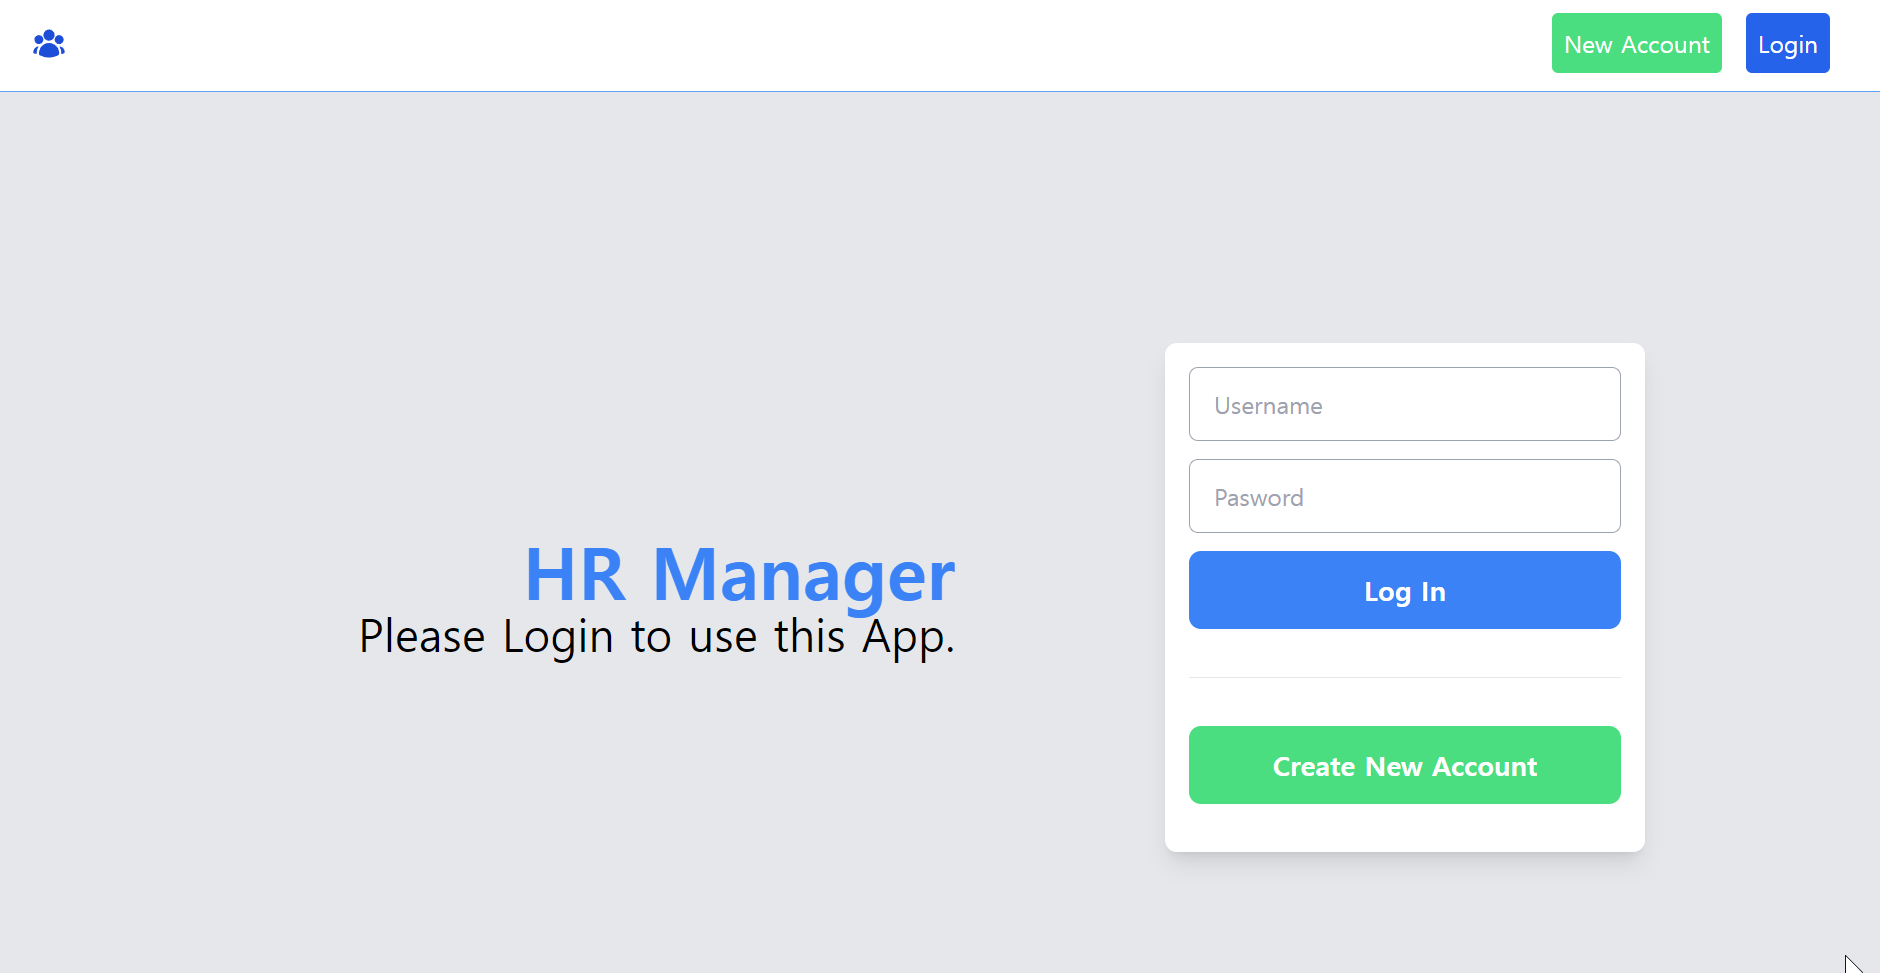 New Account
Login
HR Manager
Please Login to use this App.
Username
Pasword
Log In
Create New Account